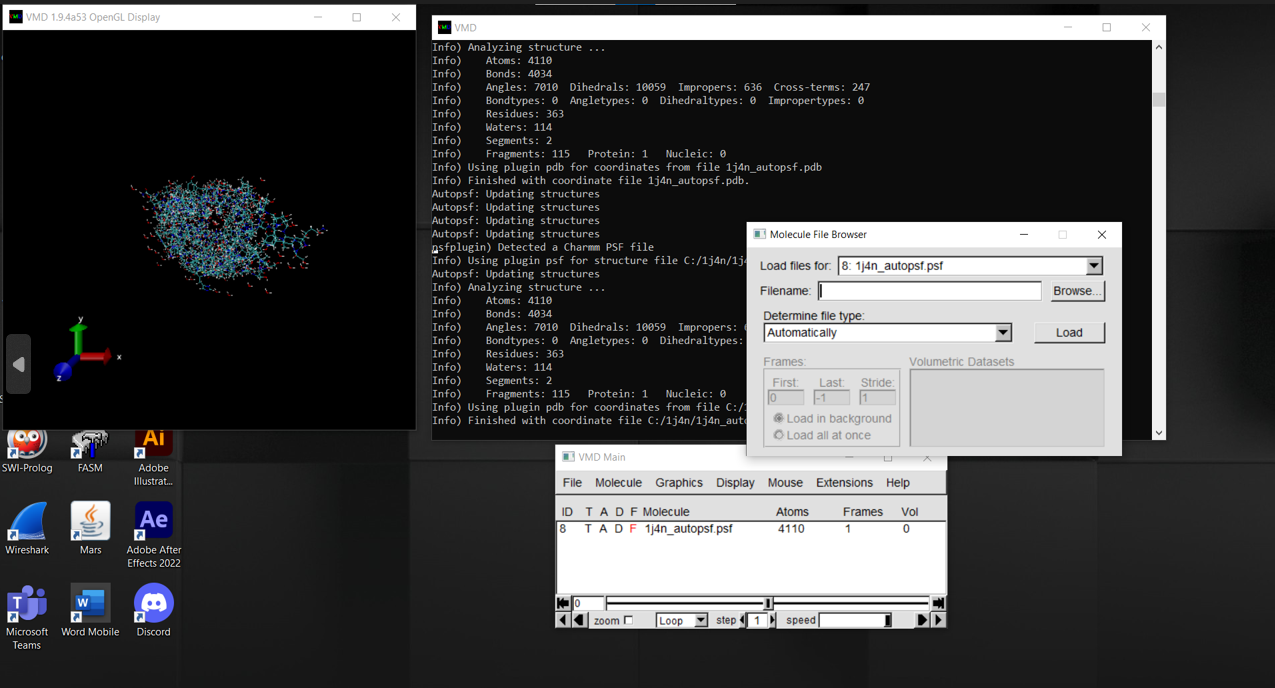 VMD 1.9.4a53 OpenGL Display
y
x
z
VMD
Info) Analyzing structure ...
Info) Atoms: 4110
Info) Bonds: 4034
Info) Angles: 7010 Dihedrals: 10059 Impropers: 636 Cross-terms: 247
Info) Bondtypes: 0 Angletypes: 0 Dihedraltypes: 0 Impropertypes: 0
Info) Residues: 363
Info) Waters: 114
Info) Segments: 2
Info) Fragments: 115 Protein: 1 Nucleic: 0
Info) Using plugin pdb for coordinates from file 1j4n_autopsf.pdb
Info) Finished with coordinate file 1j4n_autopsf.pdb.
Autopsf: Updating structures
Autopsf: Updating structures
Autopsf: Updating structures
Autopsf: Updating structures
psfplugin) Detected a Charmm PSF file
Info) Using plugin psf for structure file C:/1j4n/1j4
Autopsf: Updating structures
Info) Analyzing structure ...
Info) Atoms: 4110
Info) Bonds: 4034
Info) Angles: 7010 Dihedrals: 10059 Impropers:
Info) Bondtypes: 0 Angletypes: 0 Dihedraltypes:
Info) Residues: 363
Info) Waters: 114
Info) Segments: 2
Info) Fragments: 115 Protein: 1 Nucleic: 0
Info) Using plugin pdb for coordinates from file C:/
Info) Finished with coordinate file C:/1j4n/1j4n_auto
Molecule File Browser
Load files for: 8: 1j4n_autopsf.psf
Filename: Browse...
Determine file type:
Automatically Load
Frames: Volumetric Datasets
First: Last: Stride:
0 -1 1
Load in background
Load all at once
VMD Main
File Molecule Graphics Display Mouse Extensions Help
ID T A D F Molecule Atoms Frames Vol
8 T A D F 1j4n_autopsf.psf 4110 1 0
0
zoom Loop step 1 speed
Ai
SWI-Prolog FASM Adobe
Illustrat...
Ae
Wireshark Mars Adobe After
Effects 2022
T W
Microsoft
Teams Word Mobile Discord